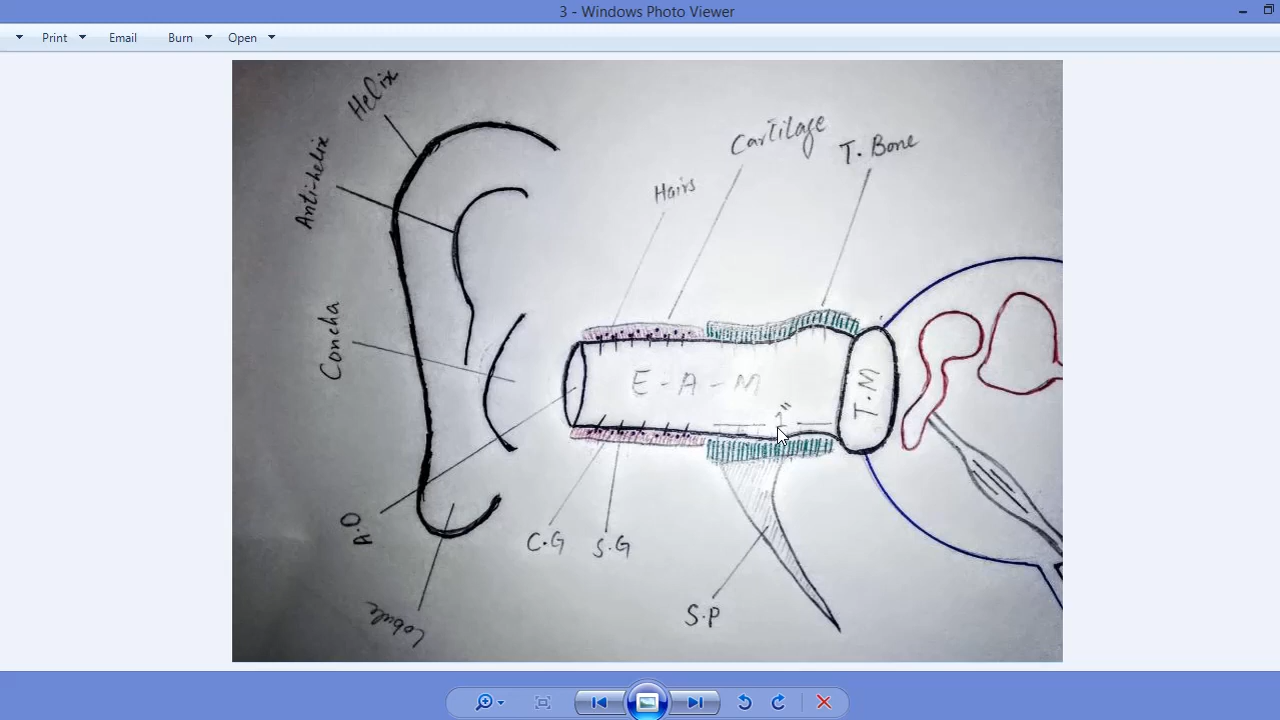 3 - Windows Photo Viewer
Print
Email
Burn
Open
Helix
Anti-helix
Concha
A.O
Lobule
Hairs
Cartilage
T. Bone
E - A - M
T.M
C.G
S.G
S.P